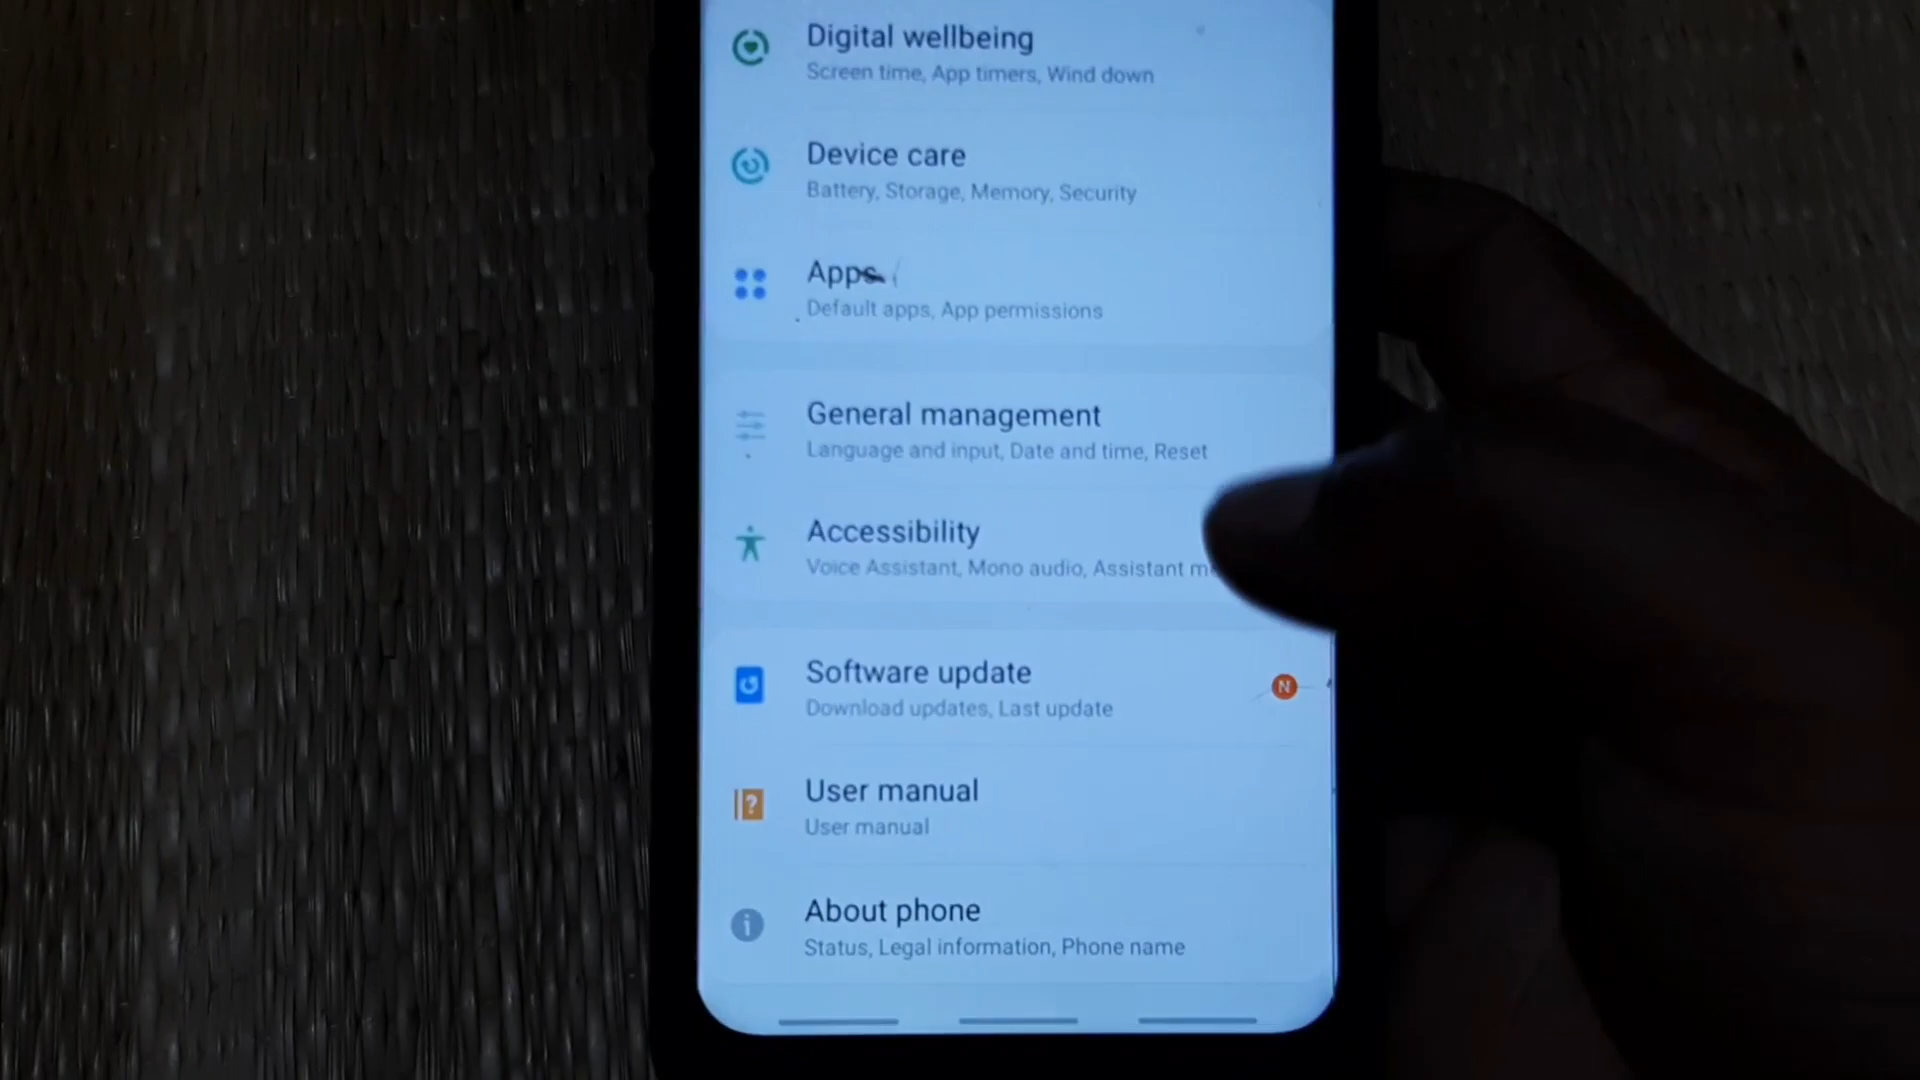 Digital wellbeing
Screen time, App timers, Wind down
Device care
Battery, Storage, Memory, Security
Apps
Default apps, App permissions
General management
Language and input, Date and time, Reset
Accessibility
Voice Assistant, Mono audio, Assistant m
Software update
N
Download updates, Last update
User manual
User manual
About phone
Status, Legal information, Phone name